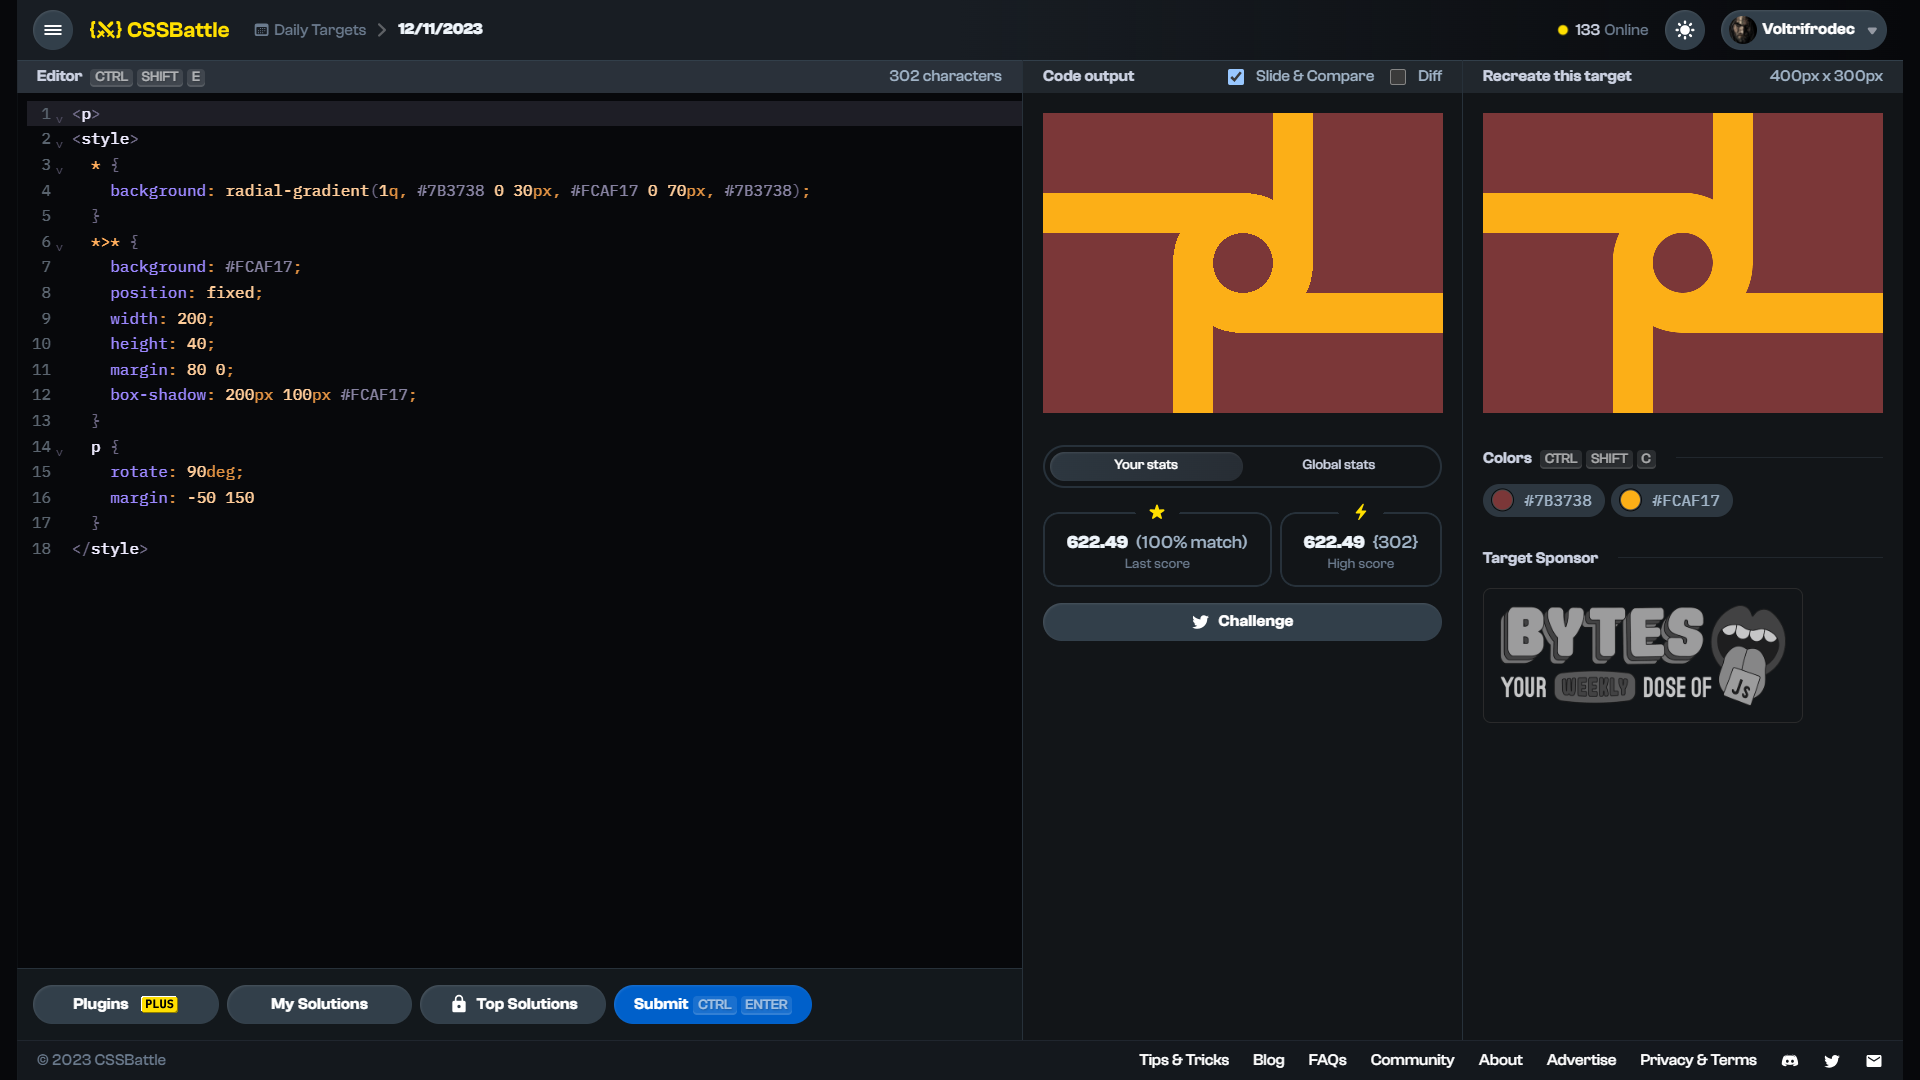 {X} CSSBattle
Daily Targets > 12/11/2023
133 Online
Voltrifrodec
Editor CTRL SHIFT E
302 characters
1 <p>
2 <style>
3 * {
4 background: radial-gradient(1q, #7B3738 0 30px, #FCAF17 0 70px, #7B3738);
5 }
6 *>* {
7 background: #FCAF17;
8 position: fixed;
9 width: 200;
10 height: 40;
11 margin: 80 0;
12 box-shadow: 200px 100px #FCAF17;
13 }
14 p {
15 rotate: 90deg;
16 margin: -50 150
17 }
18 </style>
Plugins PLUS
My Solutions
Top Solutions
Submit CTRL ENTER
Code output
Slide & Compare
Diff
Your stats
Global stats
622.49 (100% match)
Last score
622.49 {302}
High score
Challenge
Recreate this target
400px x 300px
Colors CTRL SHIFT C
#7B3738
#FCAF17
Target Sponsor
BYTES
YOUR WEEKLY DOSE OF
JS
© 2023 CSSBattle
Tips & Tricks
Blog
FAQs
Community
About
Advertise
Privacy & Terms